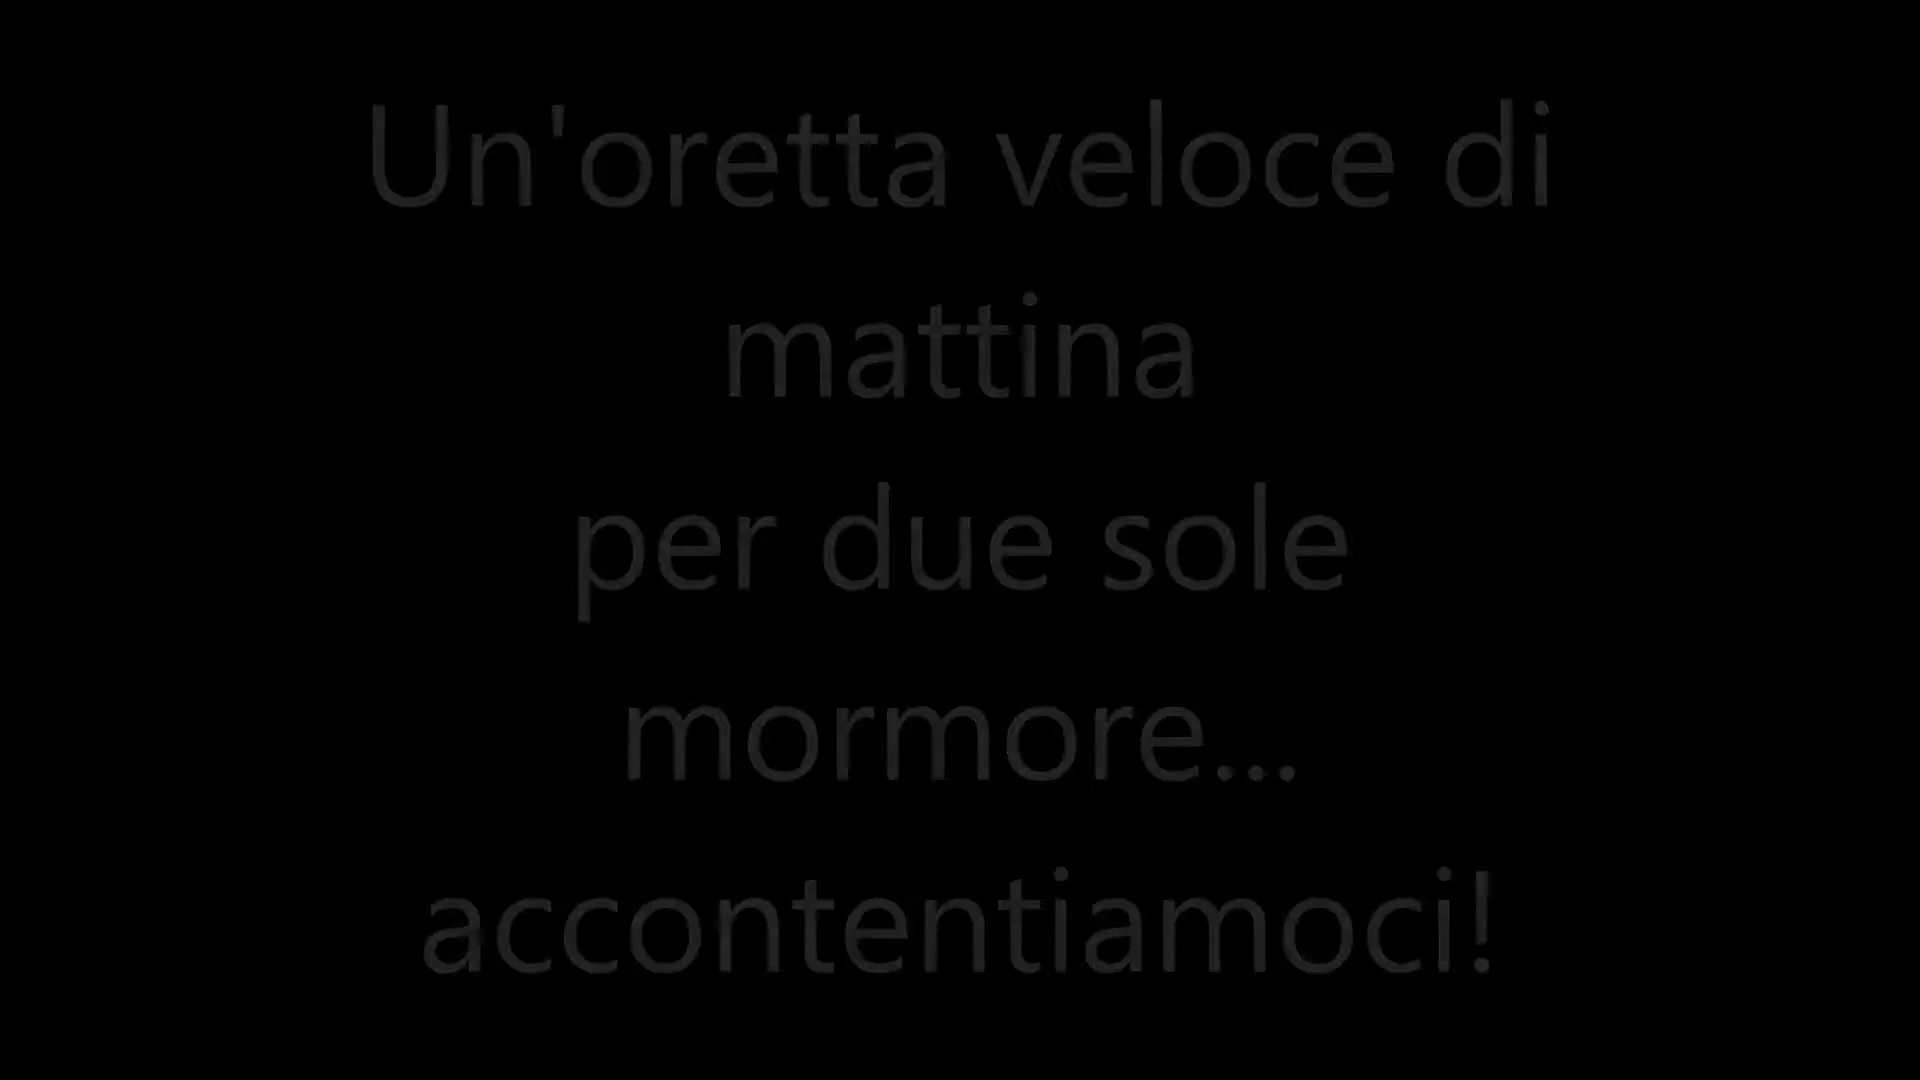 Un'oretta veloce di
mattina
per due sole
mormore...
accontentiamoci!